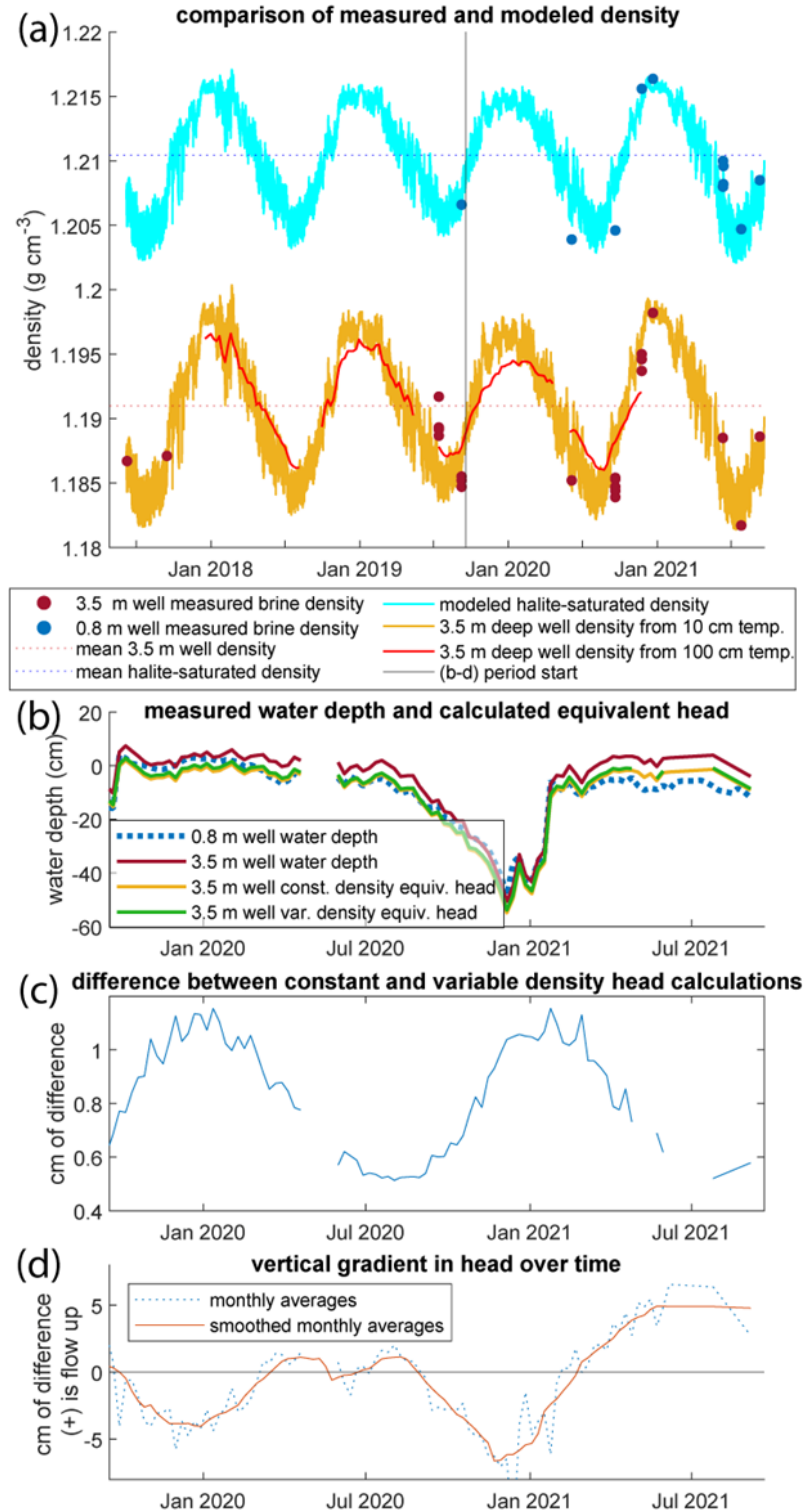 (a) comparison of measured and modeled density
1.22
1.215
1.21
1.205
1.2
1.195
1.19
1.185
1.18
density (g cm-3)
Jan 2018 Jan 2019 Jan 2020 Jan 2021
3.5 m well measured brine density
0.8 m well measured brine density
mean 3.5 m well density
mean halite-saturated density
modeled halite-saturated density
3.5 m deep well density from 10 cm temp.
3.5 m deep well density from 100 cm temp.
(b-d) period start
(b) measured water depth and calculated equivalent head
20
0
-20
-40
-60
water depth (cm)
0.8 m well water depth
3.5 m well water depth
3.5 m well const. density equiv. head
3.5 m well var. density equiv. head
Jan 2020 Jul 2020 Jan 2021 Jul 2021
(c) difference between constant and variable density head calculations
1
0.8
0.6
0.4
cm of difference
Jan 2020 Jul 2020 Jan 2021 Jul 2021
(d) vertical gradient in head over time
5
0
-5
cm of difference
(+) is flow up
monthly averages
smoothed monthly averages
Jan 2020 Jul 2020 Jan 2021 Jul 2021